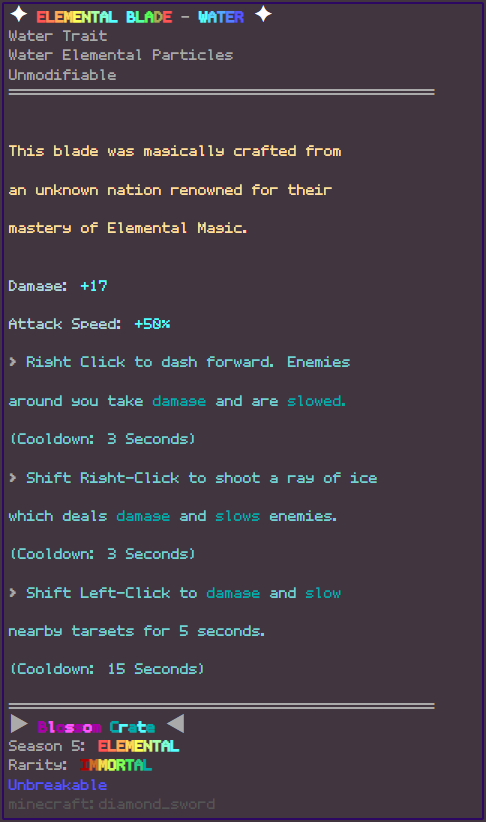 ✦ ELEMENTAL BLADE - WATER ✦
Water Trait
Water Elemental Particles
Unmodifiable
This blade was magically crafted from
an unknown nation renowned for their
mastery of Elemental Magic.
Damage: +17
Attack Speed: +50%
> Right Click to dash forward. Enemies
around you take damage and are slowed.
(Cooldown: 3 Seconds)
> Shift Right-Click to shoot a ray of ice
which deals damage and slows enemies.
(Cooldown: 3 Seconds)
> Shift Left-Click to damage and slow
nearby targets for 5 seconds.
(Cooldown: 15 Seconds)
▶ Blossom Crate ◀
Season 5: ELEMENTAL
Rarity: IMMORTAL
Unbreakable
minecraft:diamond_sword